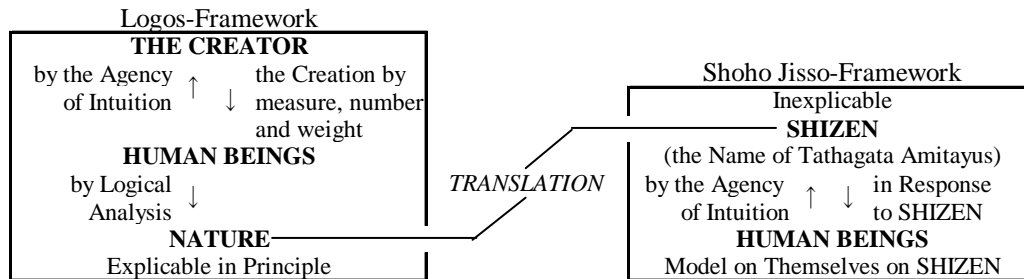 Logos-Framework
THE CREATOR
by the Agency ↑ the Creation by
of Intuition ↓ measure, number
and weight
HUMAN BEINGS
by Logical ↓
Analysis
NATURE
Explicable in Principle
TRANSLATION
Shoho Jisso-Framework
Inexplicable
SHIZEN
(the Name of Tathagata Amitayus)
by the Agency ↑ ↓ in Response
of Intuition to SHIZEN
HUMAN BEINGS
Model on Themselves on SHIZEN